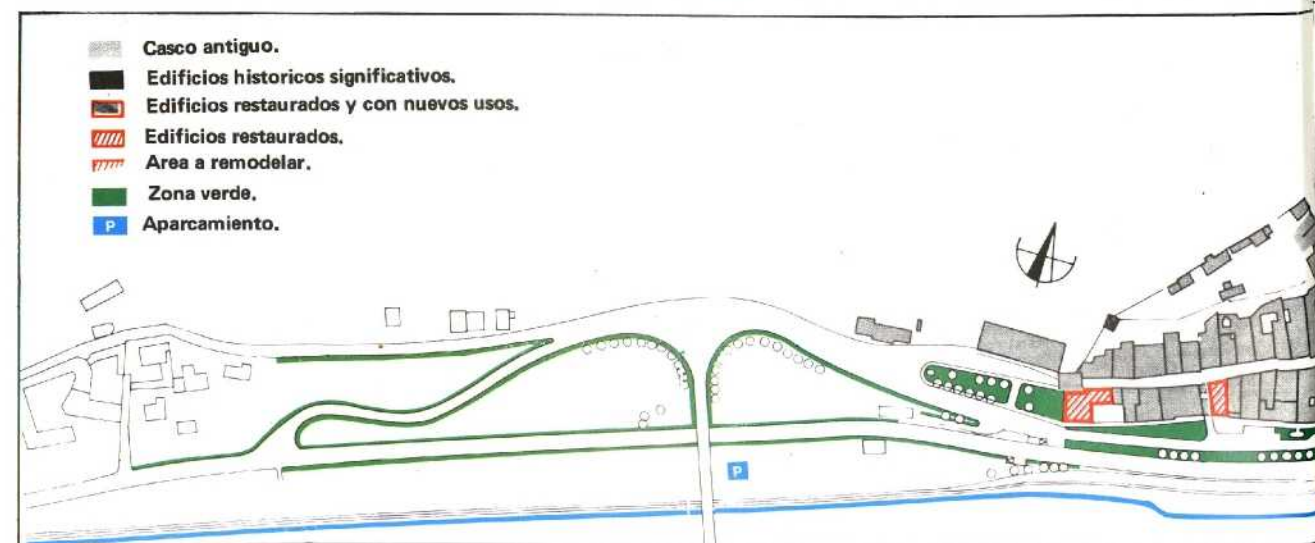 Casco antiguo.
Edificios historicos significativos.
Edificios restaurados y con nuevos usos.
Edificios restaurados.
Area a remodelar.
Zona verde.
P Aparcamiento.
P